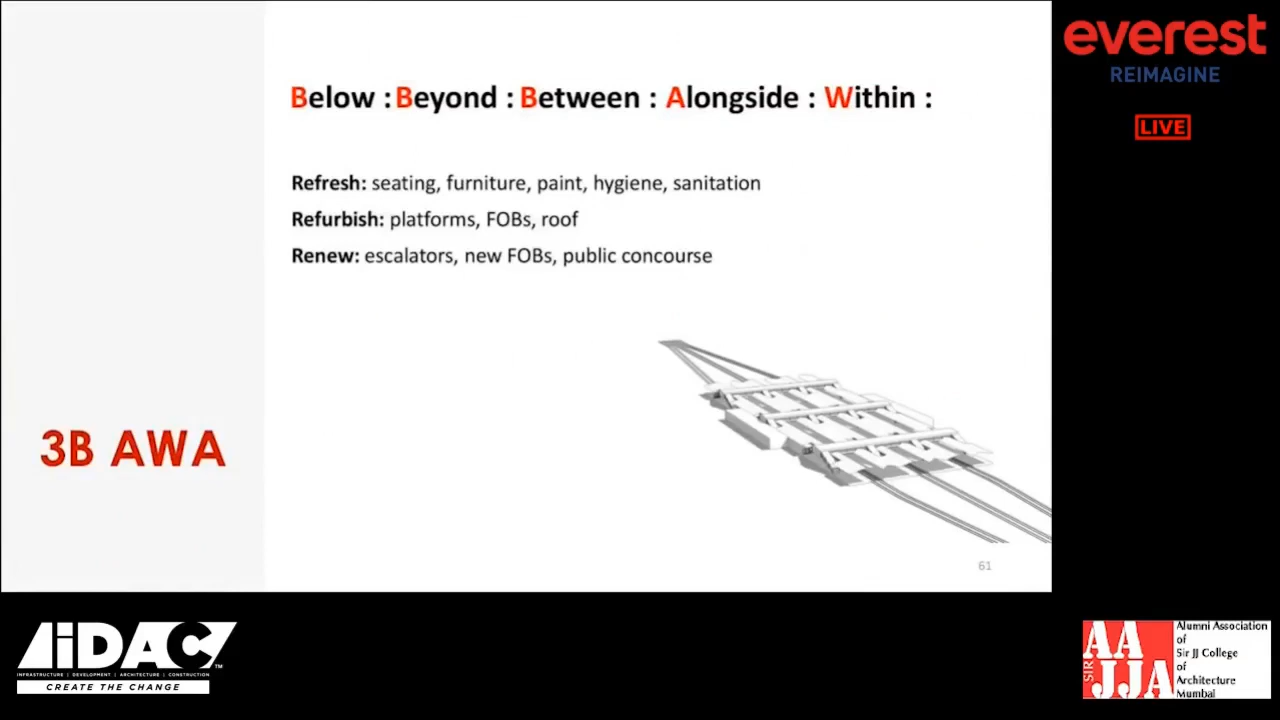 Below : Beyond : Between : Alongside : Within :
Refresh: seating, furniture, paint, hygiene, sanitation
Refurbish: platforms, FOBs, roof
Renew: escalators, new FOBs, public concourse
3B AWA
61
everest
REIMAGINE
LIVE
iDAC™
INFRASTRUCTURE | DEVELOPMENT | ARCHITECTURE | CONSTRUCTION
CREATE THE CHANGE
SIR
AA
JJA
Alumni Association
of
Sir JJ College
of
Architecture
Mumbai